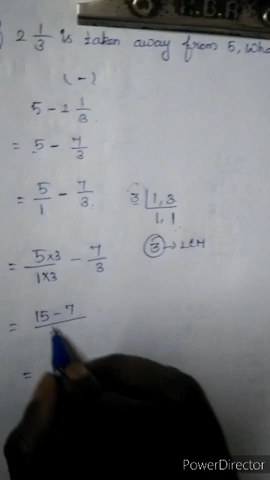 2 1/3 is taken away from 5,
(-)
5 - 2 1/3
= 5 - 7/3
= 5/1 - 7/3
3 | 1, 3
1, 1
= 5×3/1×3 - 7/3
3 → LCM
= 15 - 7
=
PowerDirector